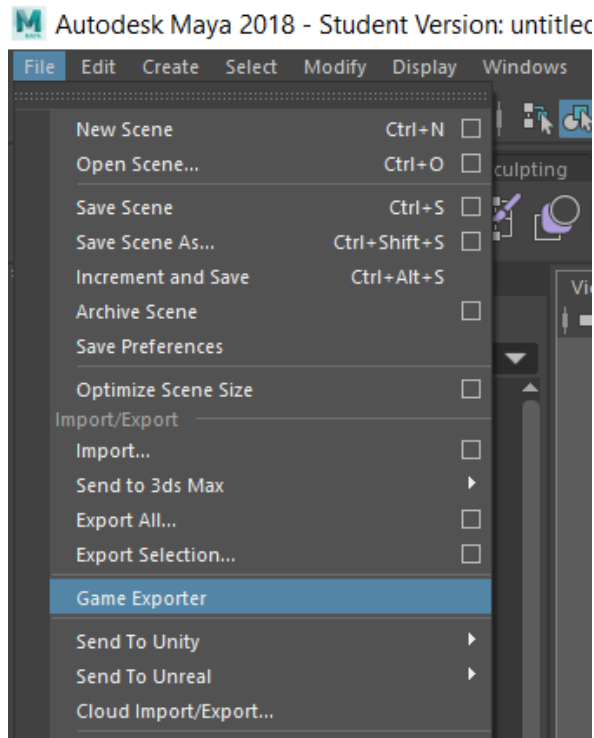 Autodesk Maya 2018 - Student Version: untitled
File Edit Create Select Modify Display Windows
New Scene Ctrl+N
Open Scene... Ctrl+O
culpting
Save Scene Ctrl+S
Save Scene As... Ctrl+Shift+S
Increment and Save Ctrl+Alt+S
Archive Scene
Save Preferences
Optimize Scene Size
Import/Export
Import...
Send to 3ds Max
Export All...
Export Selection...
Game Exporter
Send To Unity
Send To Unreal
Cloud Import/Export...